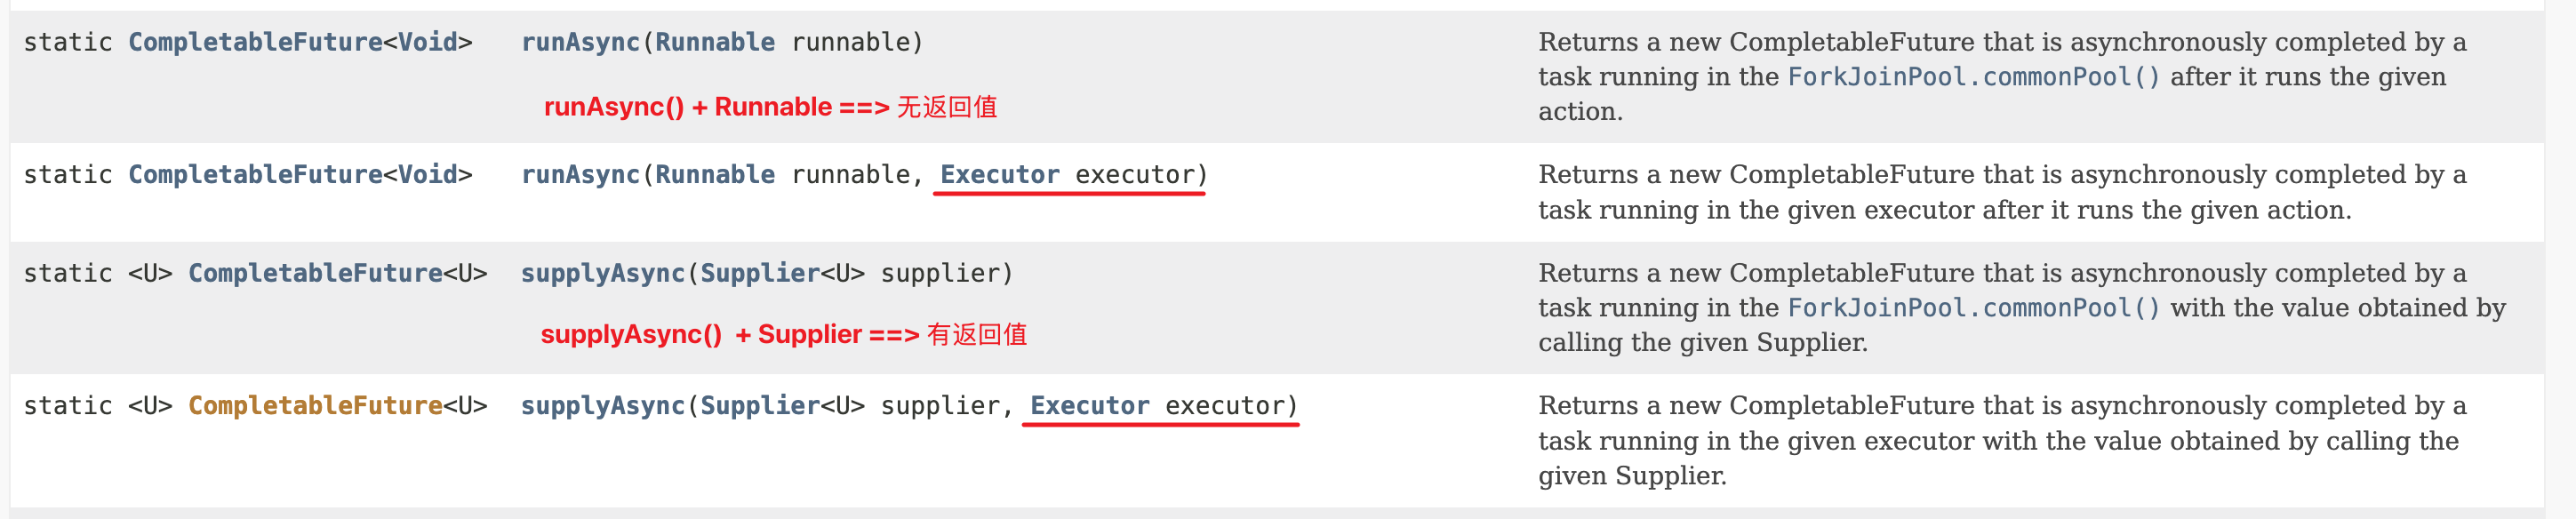 static CompletableFuture<Void> runAsync(Runnable runnable) Returns a new CompletableFuture that is asynchronously completed by a
task running in the ForkJoinPool.commonPool() after it runs the given
runAsync() + Runnable ==> 无返回值
action.
static CompletableFuture<Void> runAsync(Runnable runnable, Executor executor) Returns a new CompletableFuture that is asynchronously completed by a
task running in the given executor after it runs the given action.
static <U> CompletableFuture<U> supplyAsync(Supplier<U> supplier) Returns a new CompletableFuture that is asynchronously completed by a
task running in the ForkJoinPool.commonPool() with the value obtained by
supplyAsync() + Supplier ==> 有返回值
calling the given Supplier.
static <U> CompletableFuture<U> supplyAsync(Supplier<U> supplier, Executor executor) Returns a new CompletableFuture that is asynchronously completed by a
task running in the given executor with the value obtained by calling the
given Supplier.